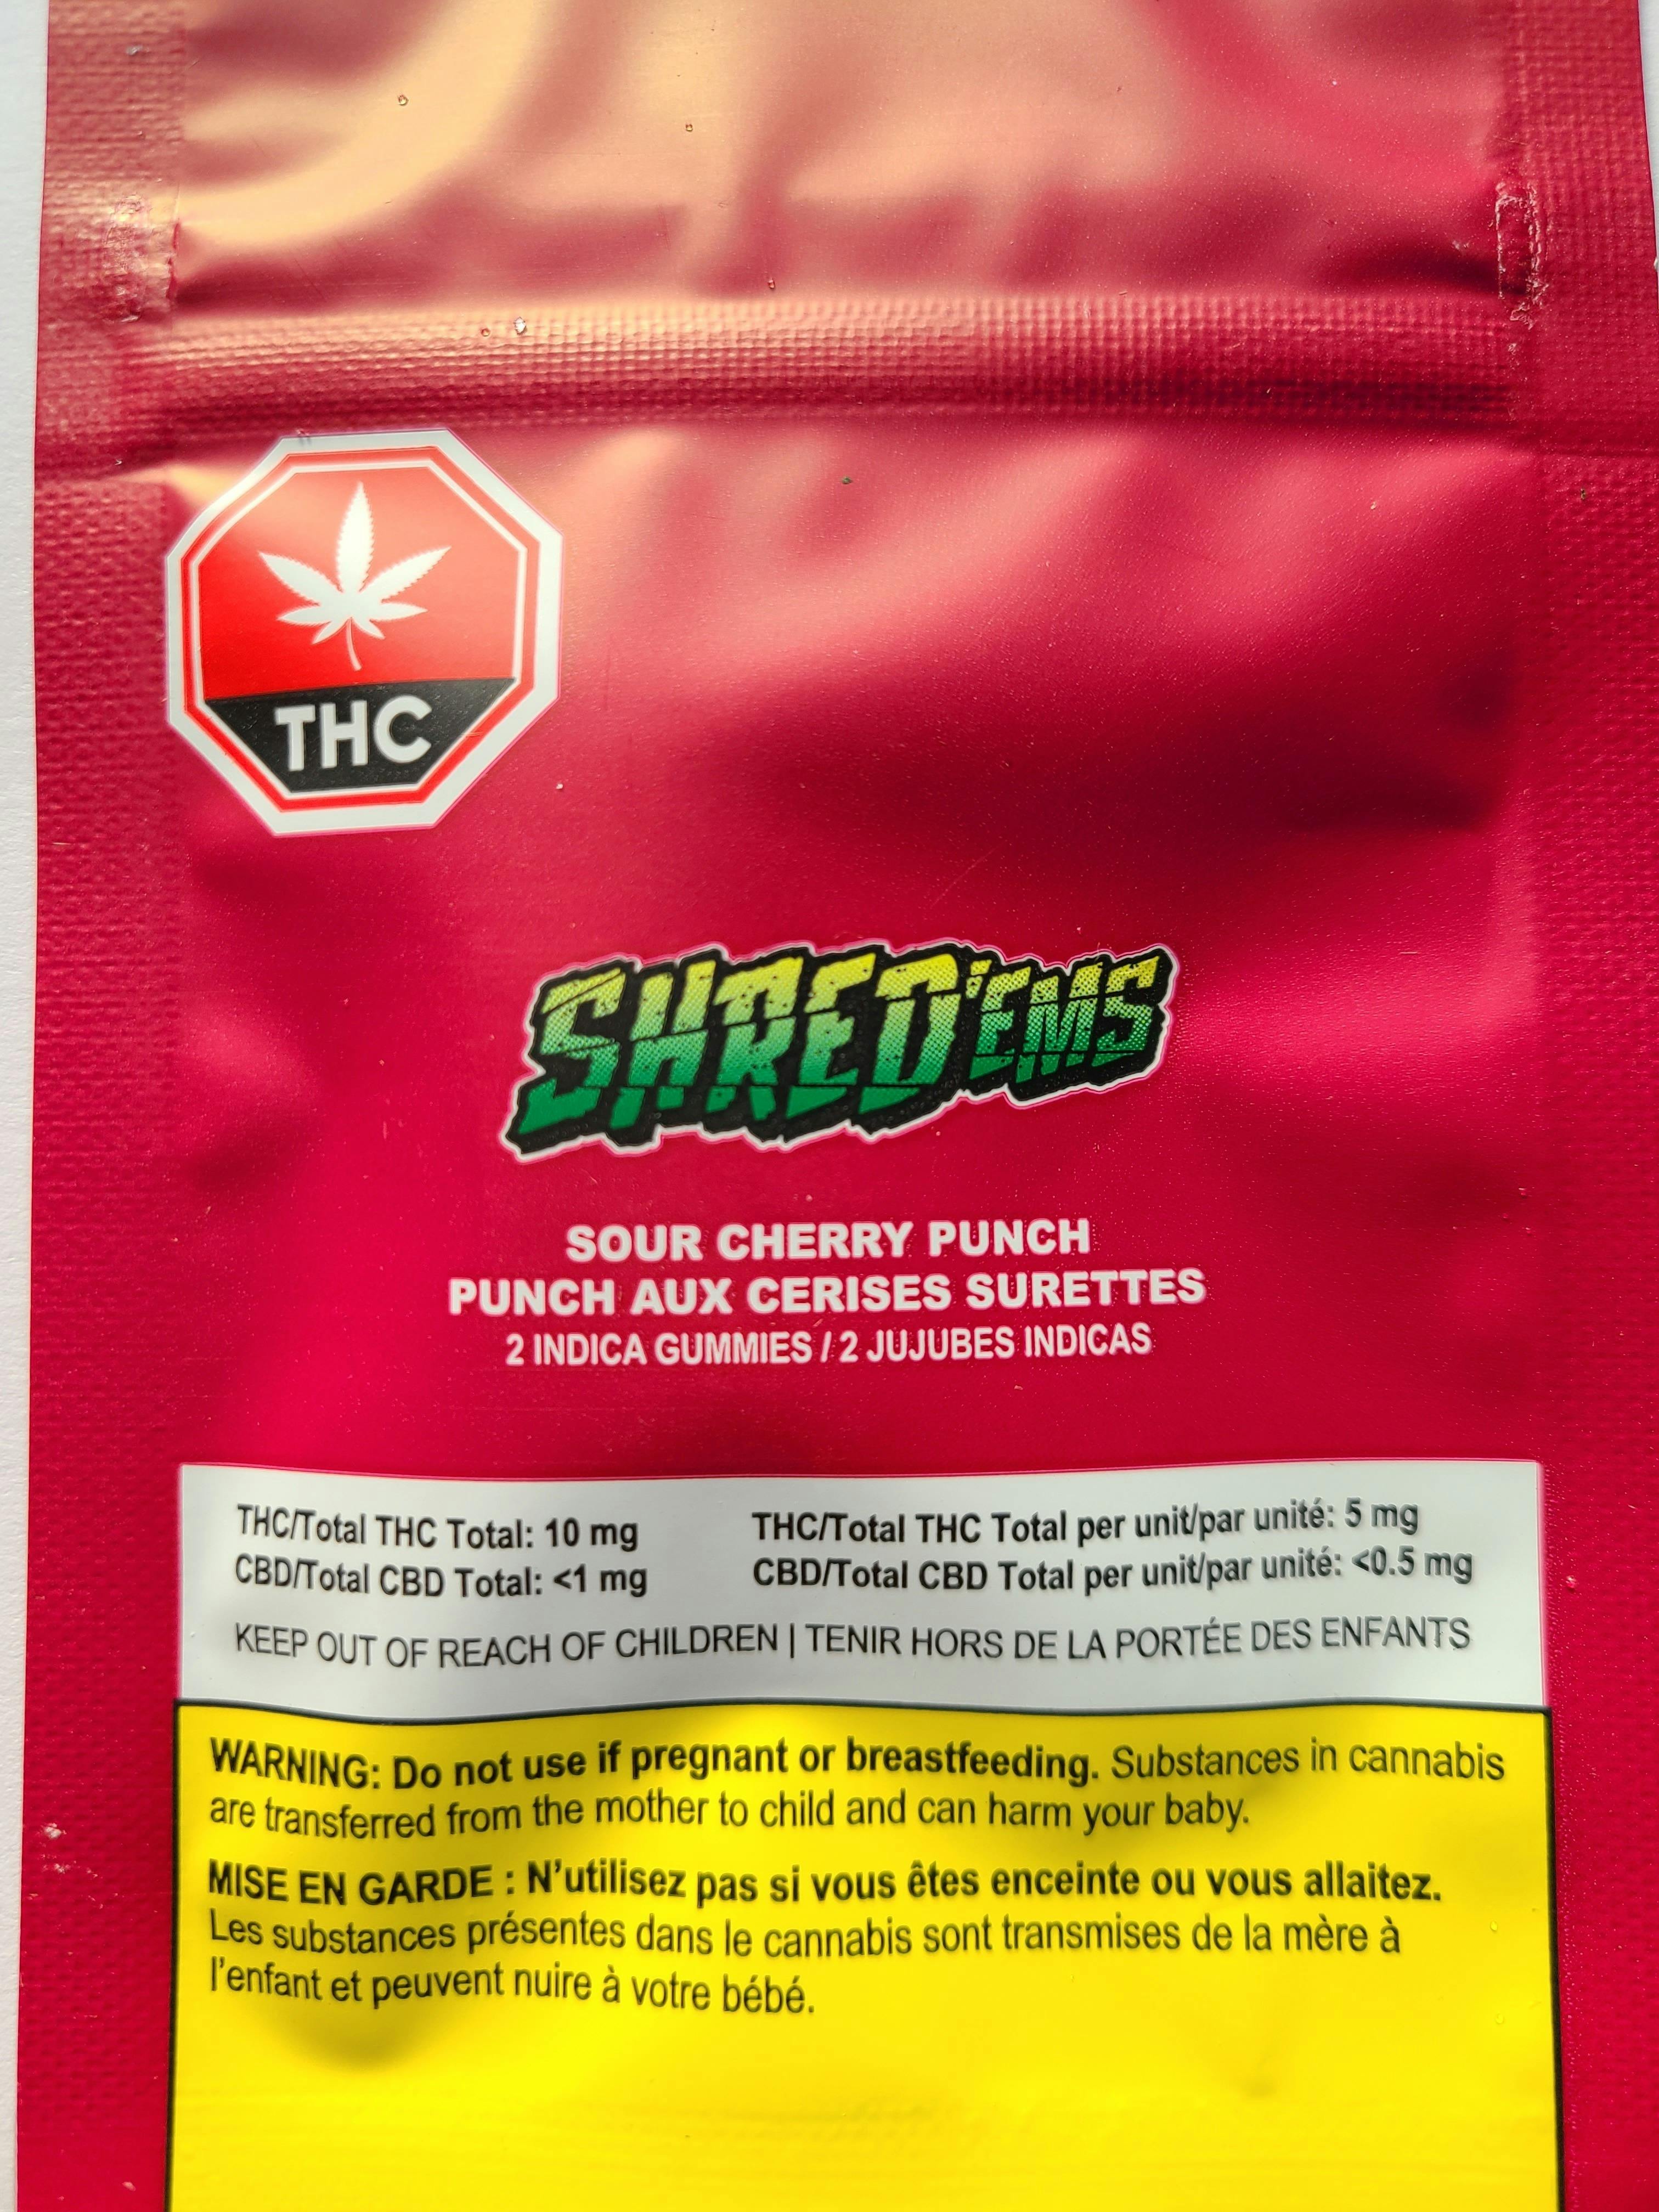 THC
SHRED'EMS
SOUR CHERRY PUNCH
PUNCH AUX CERISES SURETTES
2 INDICA GUMMIES / 2 JUJUBES INDICAS
THC/Total THC Total: 10 mg
CBD/Total CBD Total: <1 mg
THC/Total THC Total per unit/par unité: 5 mg
CBD/Total CBD Total per unit/par unité: <0.5 mg
KEEP OUT OF REACH OF CHILDREN | TENIR HORS DE LA PORTÉE DES ENFANTS
WARNING: Do not use if pregnant or breastfeeding. Substances in cannabis
are transferred from the mother to child and can harm your baby.
MISE EN GARDE : N'utilisez pas si vous êtes enceinte ou vous allaitez.
Les substances présentes dans le cannabis sont transmises de la mère à
l'enfant et peuvent nuire à votre bébé.